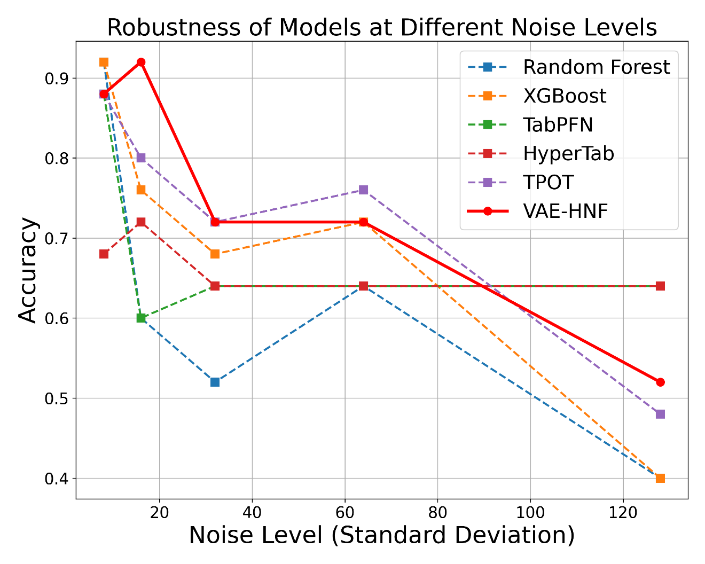 Robustness of Models at Different Noise Levels
Random Forest
XGBoost
TabPFN
HyperTab
TPOT
VAE-HNF
Accuracy
0.9
0.8
0.7
0.6
0.5
0.4
20 40 60 80 100 120
Noise Level (Standard Deviation)